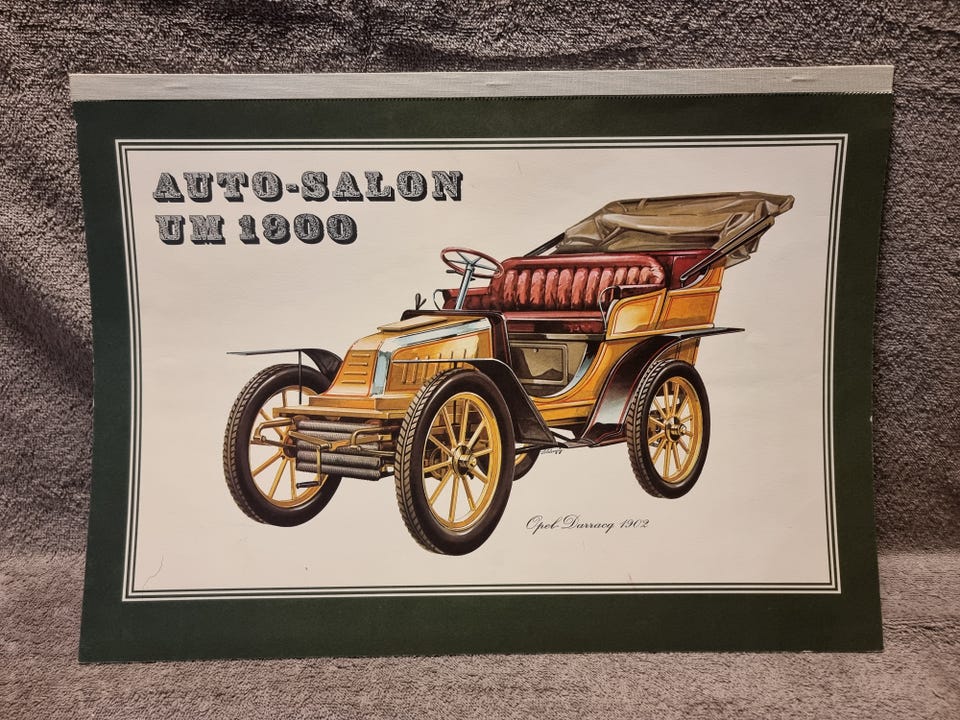 AUTO-SALON
UM 1900
Opel-Darracq 1902